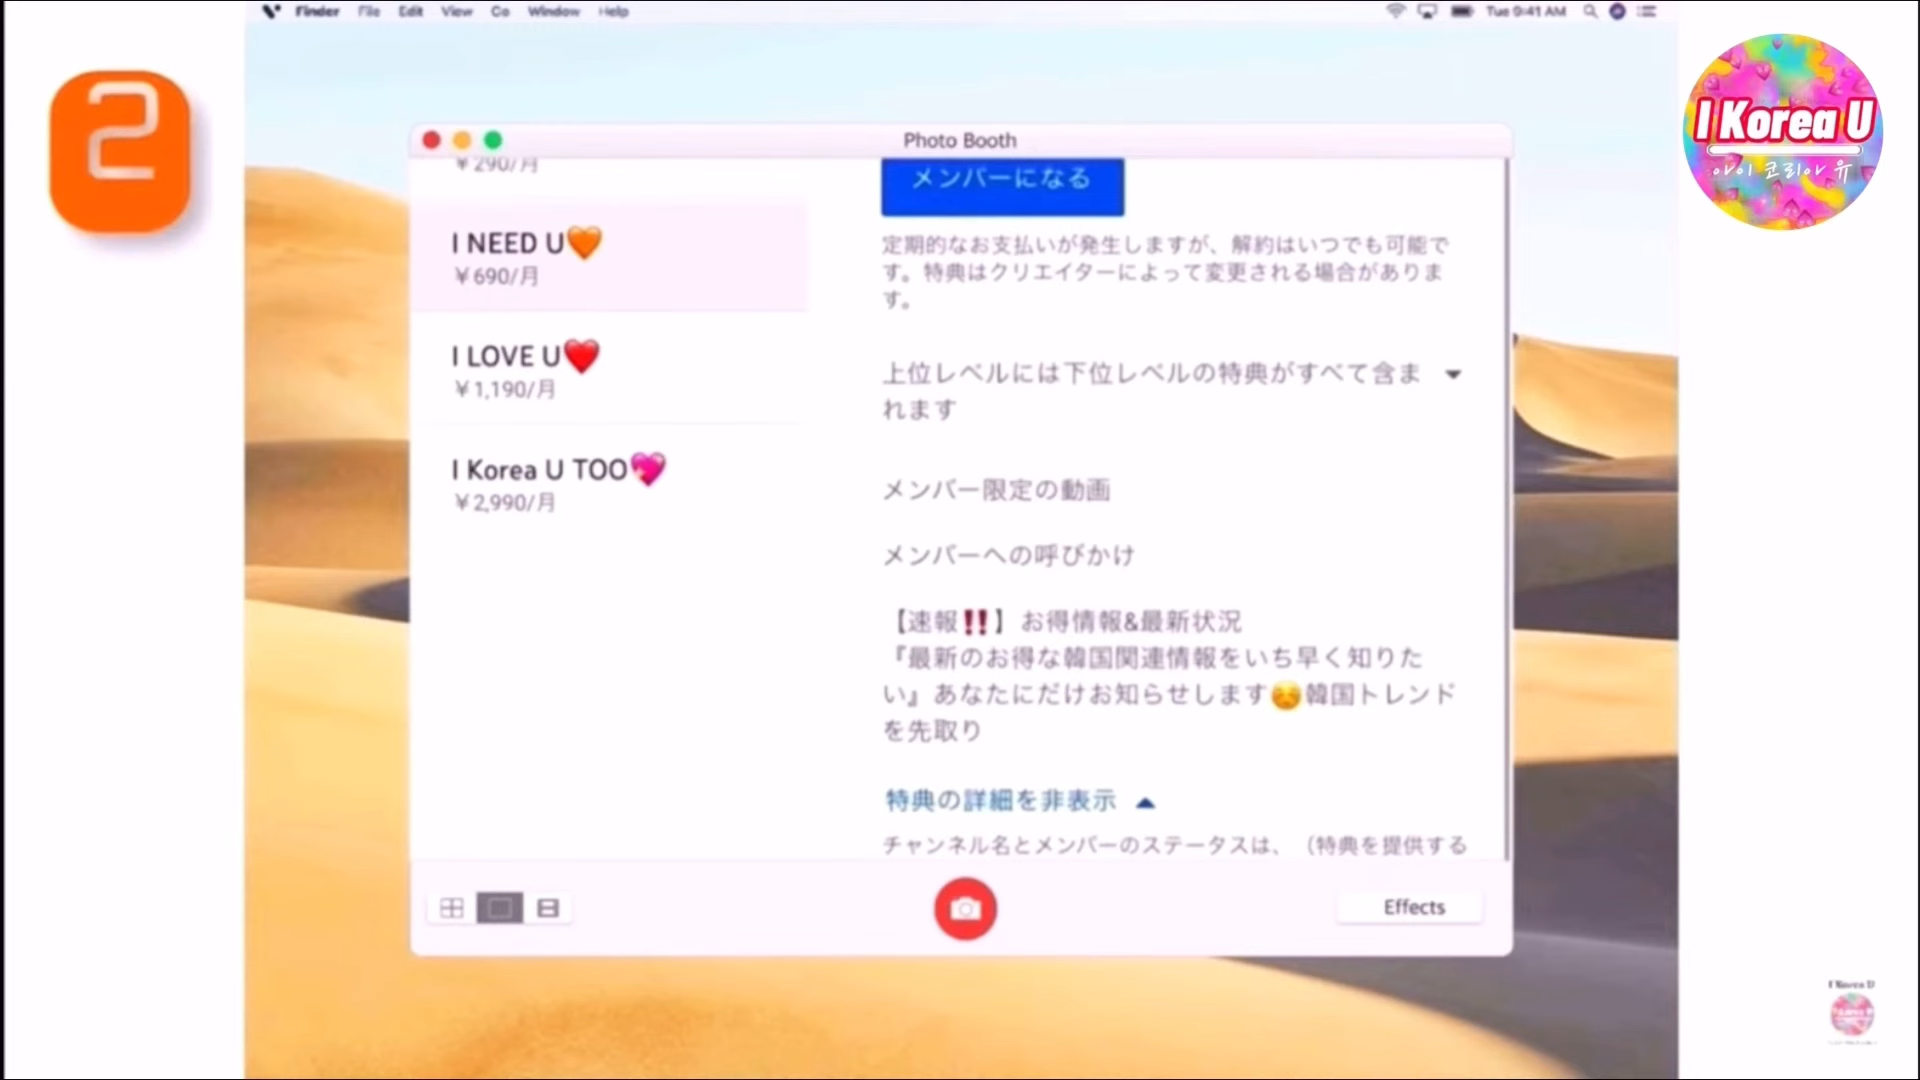 Finder File Edit View Go Window Help
Tue 9:41 AM
2
I Korea U
아이 코리아 유
Photo Booth
¥290/月
I NEED U🧡
¥690/月
I LOVE U❤️
¥1,190/月
I Korea U TOO💖
¥2,990/月
メンバーになる
定期的なお支払いが発生しますが、解約はいつでも可能で
す。特典はクリエイターによって変更される場合がありま
す。
上位レベルには下位レベルの特典がすべて含ま
れます
メンバー限定の動画
メンバーへの呼びかけ
【速報‼️】お得情報&最新状況
『最新のお得な韓国関連情報をいち早く知りた
い』あなたにだけお知らせします☺️韓国トレンド
を先取り
特典の詳細を非表示
チャンネル名とメンバーのステータスは、（特典を提供する
Effects
I Korea U